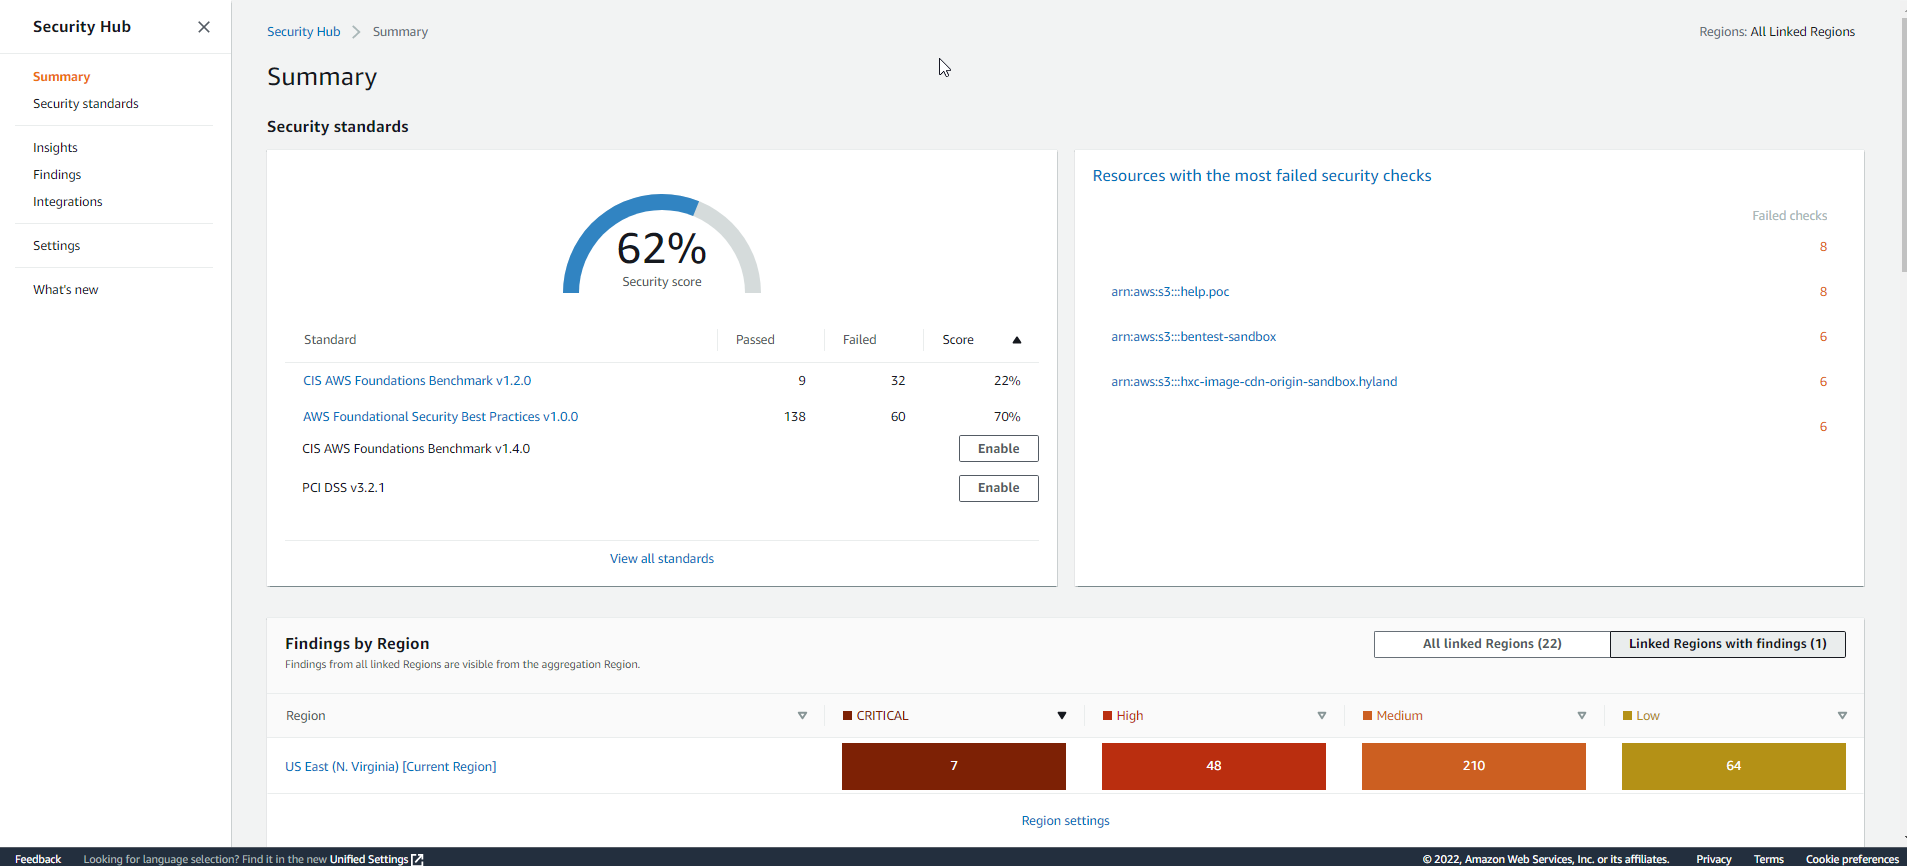 Security Hub
Summary
Security standards
Insights
Findings
Integrations
Settings
What's new
Security Hub Summary
Regions: All Linked Regions
Summary
Security standards
62%
Security score
Standard Passed Failed Score
CIS AWS Foundations Benchmark v1.2.0 9 32 22%
AWS Foundational Security Best Practices v1.0.0 138 60 70%
CIS AWS Foundations Benchmark v1.4.0 Enable
PCI DSS v3.2.1 Enable
View all standards
Resources with the most failed security checks
Failed checks
8
arn:aws:s3:::help.poc 8
arn:aws:s3:::bentest-sandbox 6
arn:aws:s3:::hxc-image-cdn-origin-sandbox.hyland 6
6
Findings by Region
Findings from all linked Regions are visible from the aggregation Region.
All linked Regions (22) Linked Regions with findings (1)
Region CRITICAL High Medium Low
US East (N. Virginia) [Current Region] 7 48 210 64
Region settings
Feedback Looking for language selection? Find it in the new Unified Settings © 2022, Amazon Web Services, Inc. or its affiliates. Privacy Terms Cookie preferences